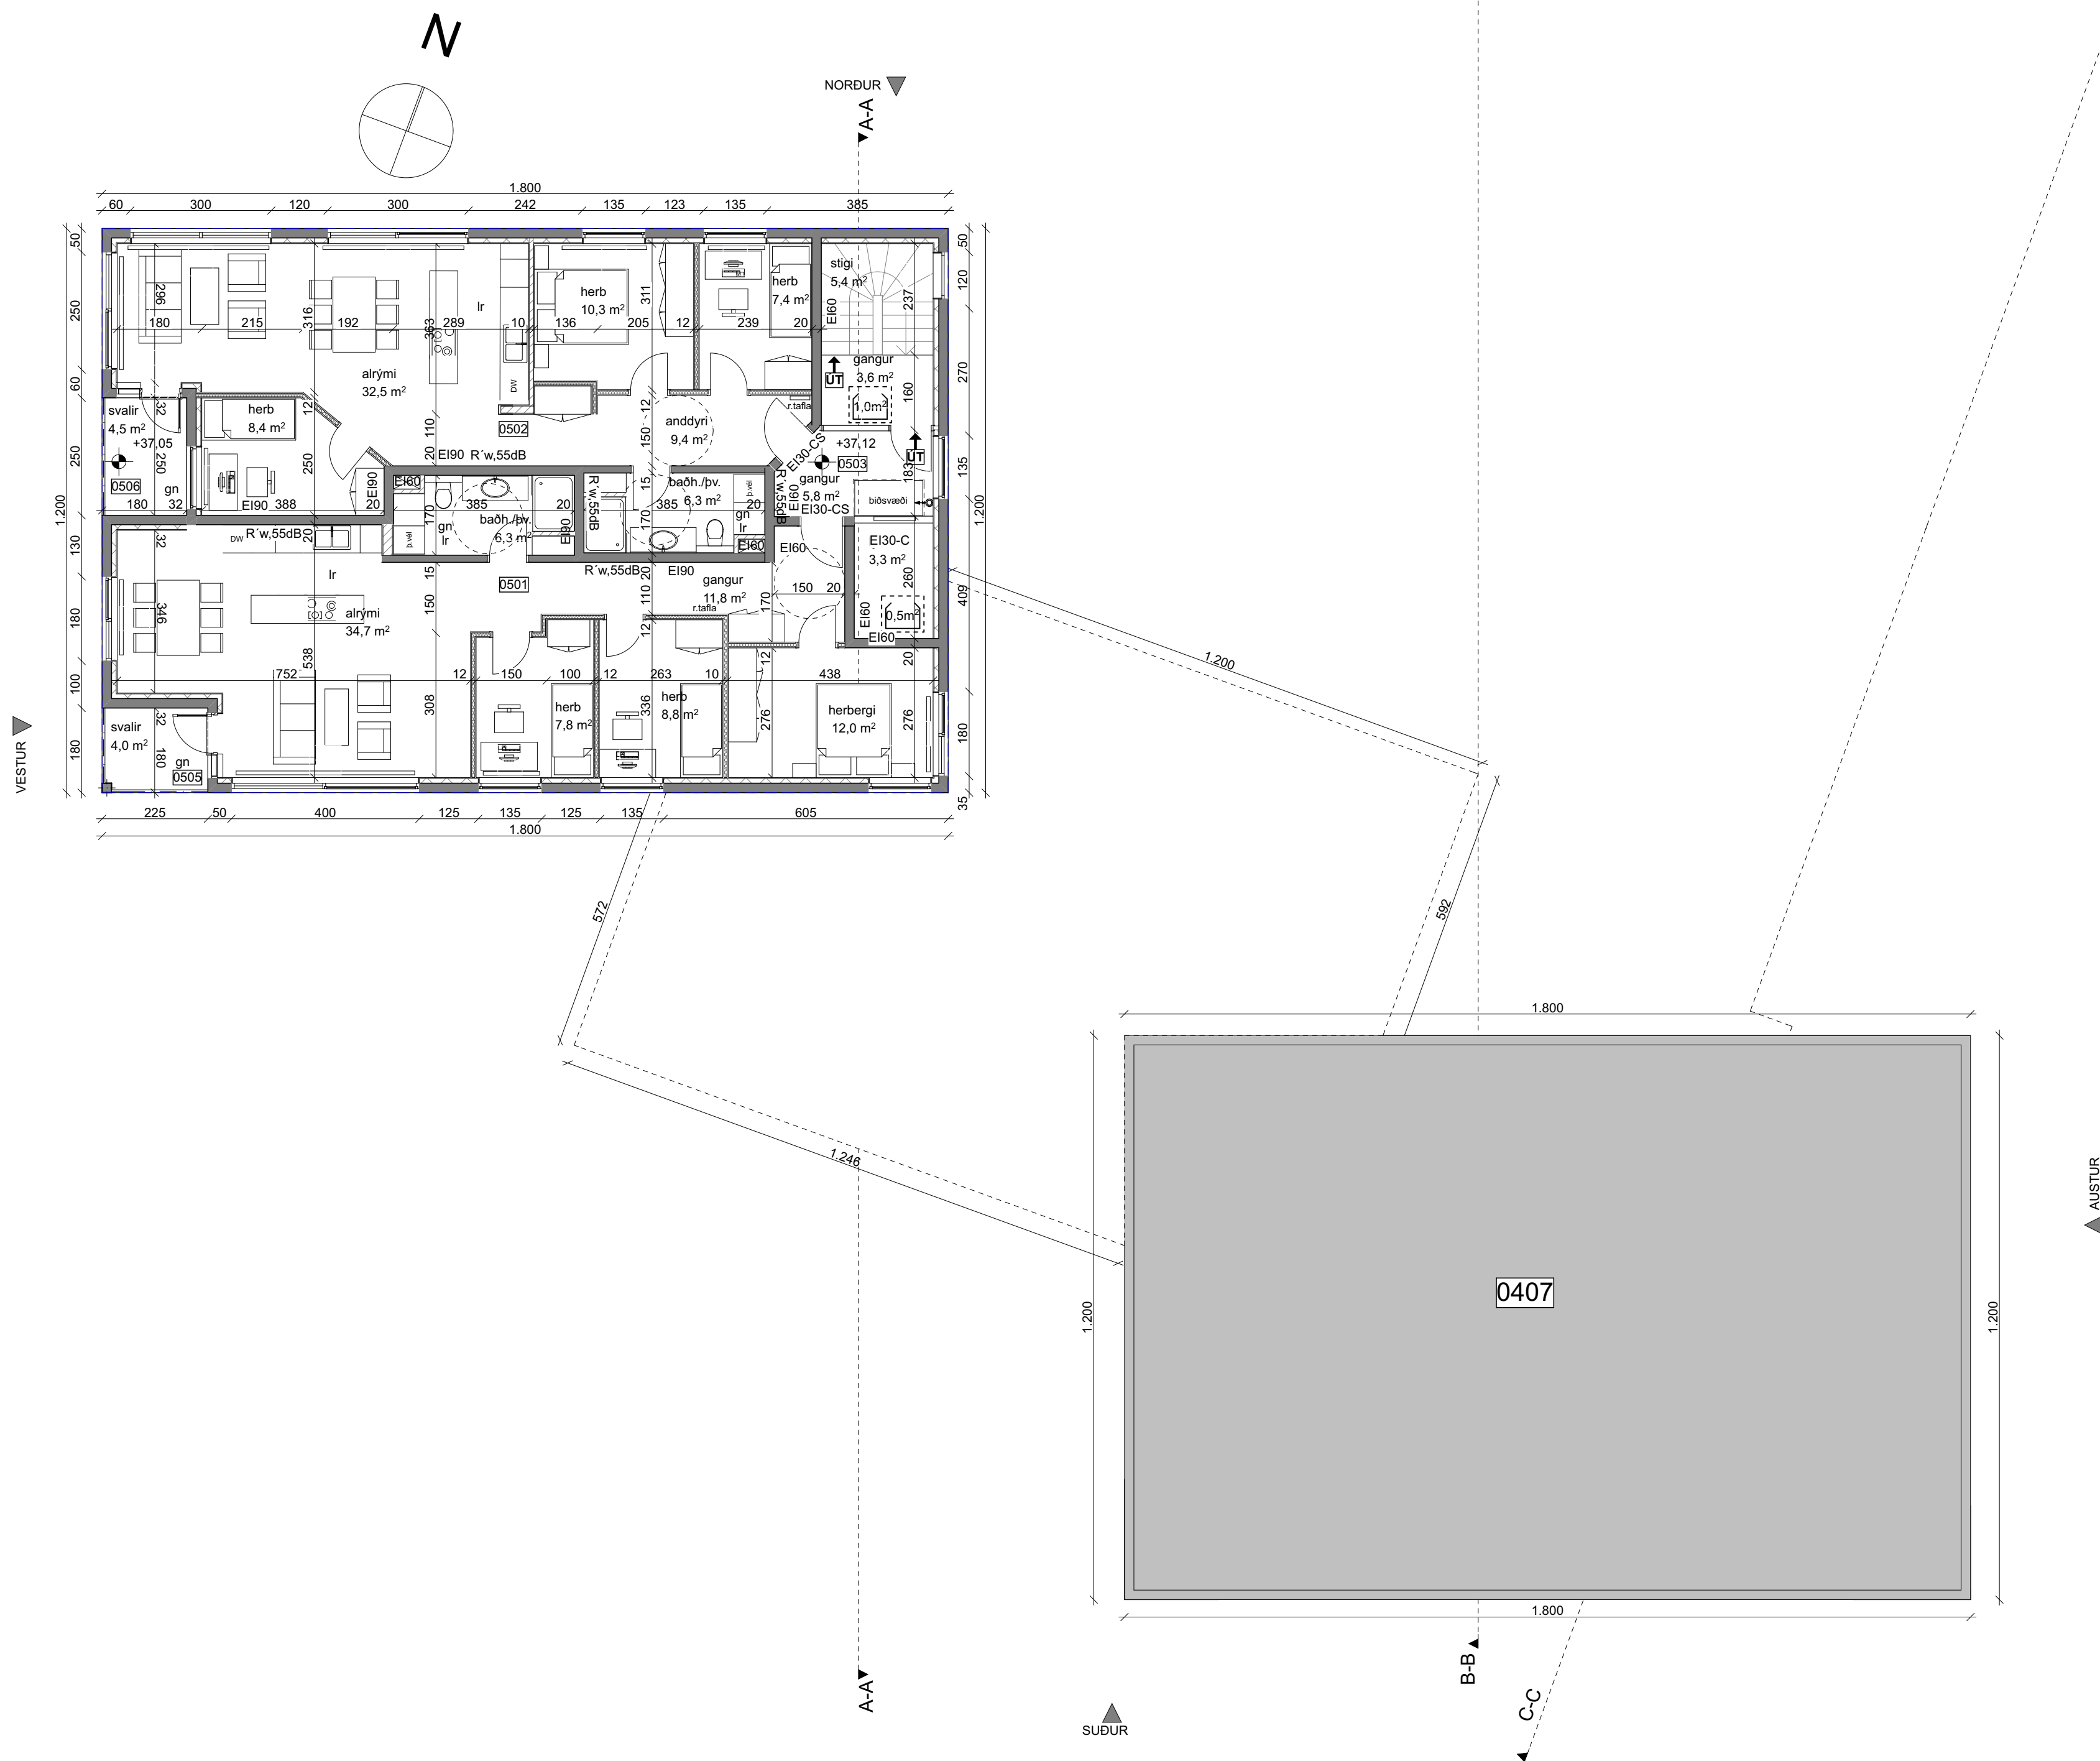 N
NORÐUR
A-A
1.800
60 300 120 300 242 135 123 135 385
50
250
60
250
1.200
130
180
100
180
50
120
270
135
1.200
409
180
35
stigi
5,4 m²
EI60
237
herb
10,3 m²
311
herb
7,4 m²
lr
296
316
363
180 215 192 289 10 136 205 12 239 20
alrými
32,5 m²
DW
gangur
3,6 m²
ÚT
1,0m²
160
r.tafla
svalir
4,5 m²
+37,05
32
250
0506
gn
180 32
herb
8,4 m²
12
250
EI90 388 20
EI90
110
20
0502
EI90 R´w,55dB
anddyri
9,4 m²
12
150
15
EI30-CS
+37,12
0503
ÚT
183
gangur
5,8 m²
EI30-CS
biðsvæði
R´w,55dB
EI90
EI60
385 20
170
baðh./þv.
6,3 m²
gn
lr
þ.vél
EI90
R´w,55dB
baðh./þv.
6,3 m²
385 20
170
þ.vél
gn
lr
EI60
DW
R´w,55dB
20
32
lr
EI30-C
3,3 m²
260
EI60
0,5m²
EI60
EI60
150 20
170
R´w,55dB
20
EI90
gangur
11,8 m²
r.tafla
110
12
15
150
0501
alrými
34,7 m²
346
538
752 12 150 100 12 263 10 438
308
herb
7,8 m²
herb
8,8 m²
336
12
276
herbergi
12,0 m²
20
276
svalir
4,0 m²
32
180
gn
0505
225 50 400 125 135 125 135 605
1.800
VESTUR
1.200
572
592
1.246
1.800
1.200
0407
1.200
1.800
AUSTUR
A-A
B-B
C-C
SUÐUR